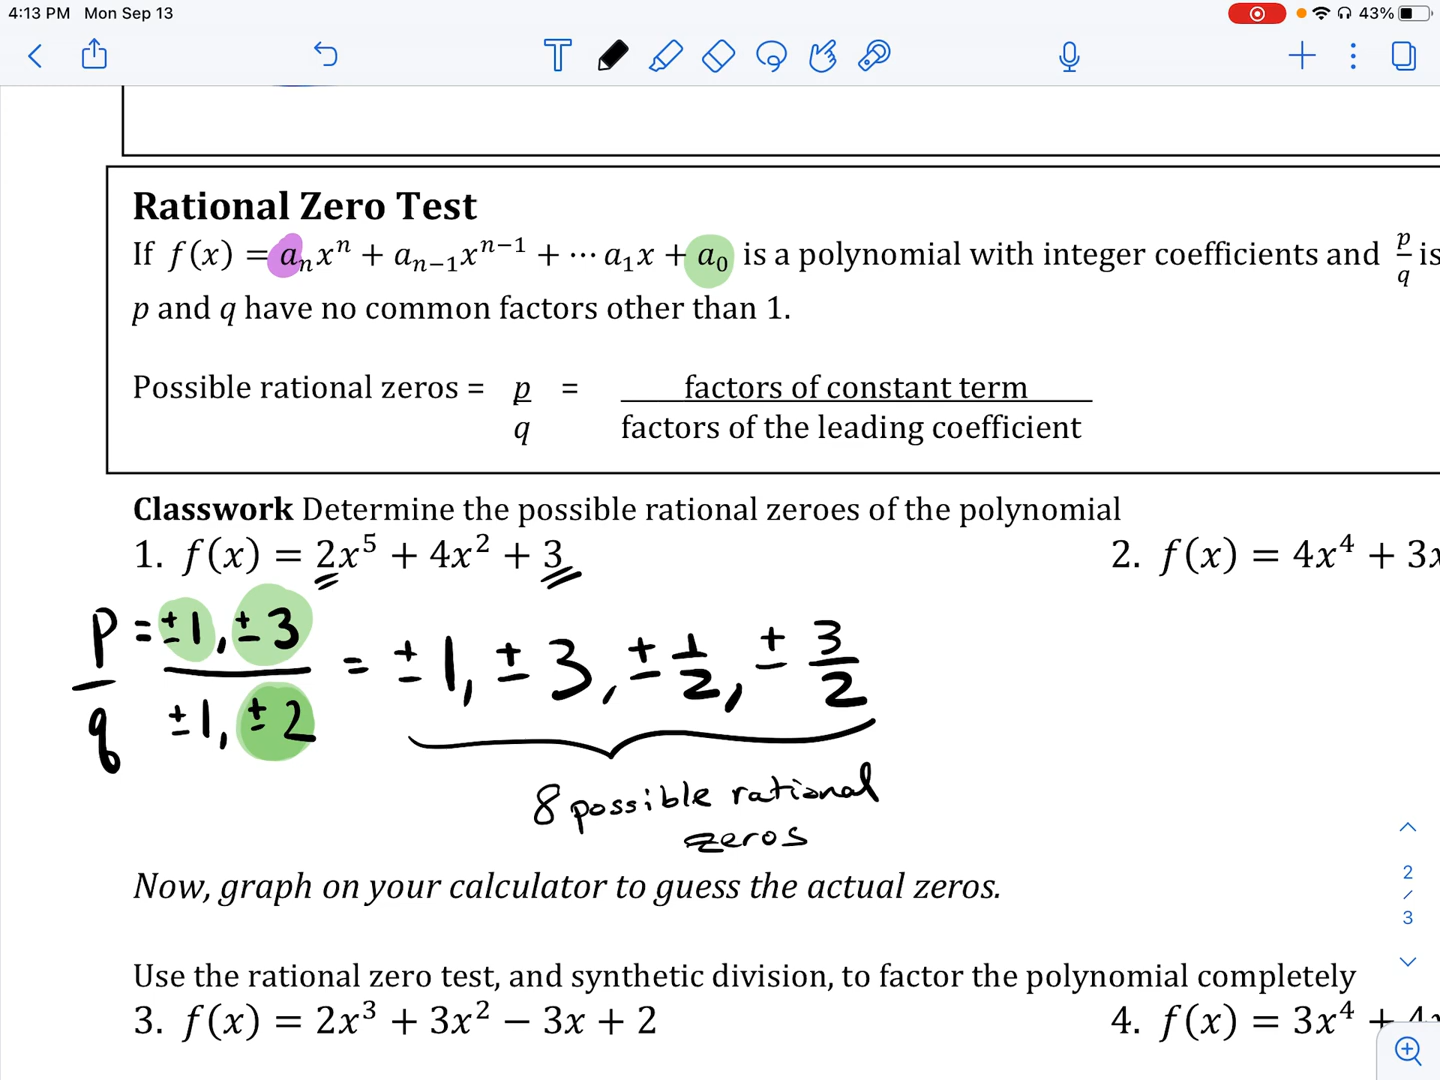 4:13 PM Mon Sep 13 43%
Rational Zero Test
If f(x) = aₙxⁿ + aₙ₋₁xⁿ⁻¹ + ⋯ a₁x + a₀ is a polynomial with integer coefficients and p/q is
p and q have no common factors other than 1.
Possible rational zeros = p/q = factors of constant term / factors of the leading coefficient
Classwork Determine the possible rational zeroes of the polynomial
1. f(x) = 2x⁵ + 4x² + 3
2. f(x) = 4x⁴ + 3x
p/q = ±1, ±3 / ±1, ±2 = ±1, ±3, ±1/2, ±3/2
8 possible rational
zeros
Now, graph on your calculator to guess the actual zeros.
2
/
3
Use the rational zero test, and synthetic division, to factor the polynomial completely
3. f(x) = 2x³ + 3x² − 3x + 2
4. f(x) = 3x⁴ + 4x